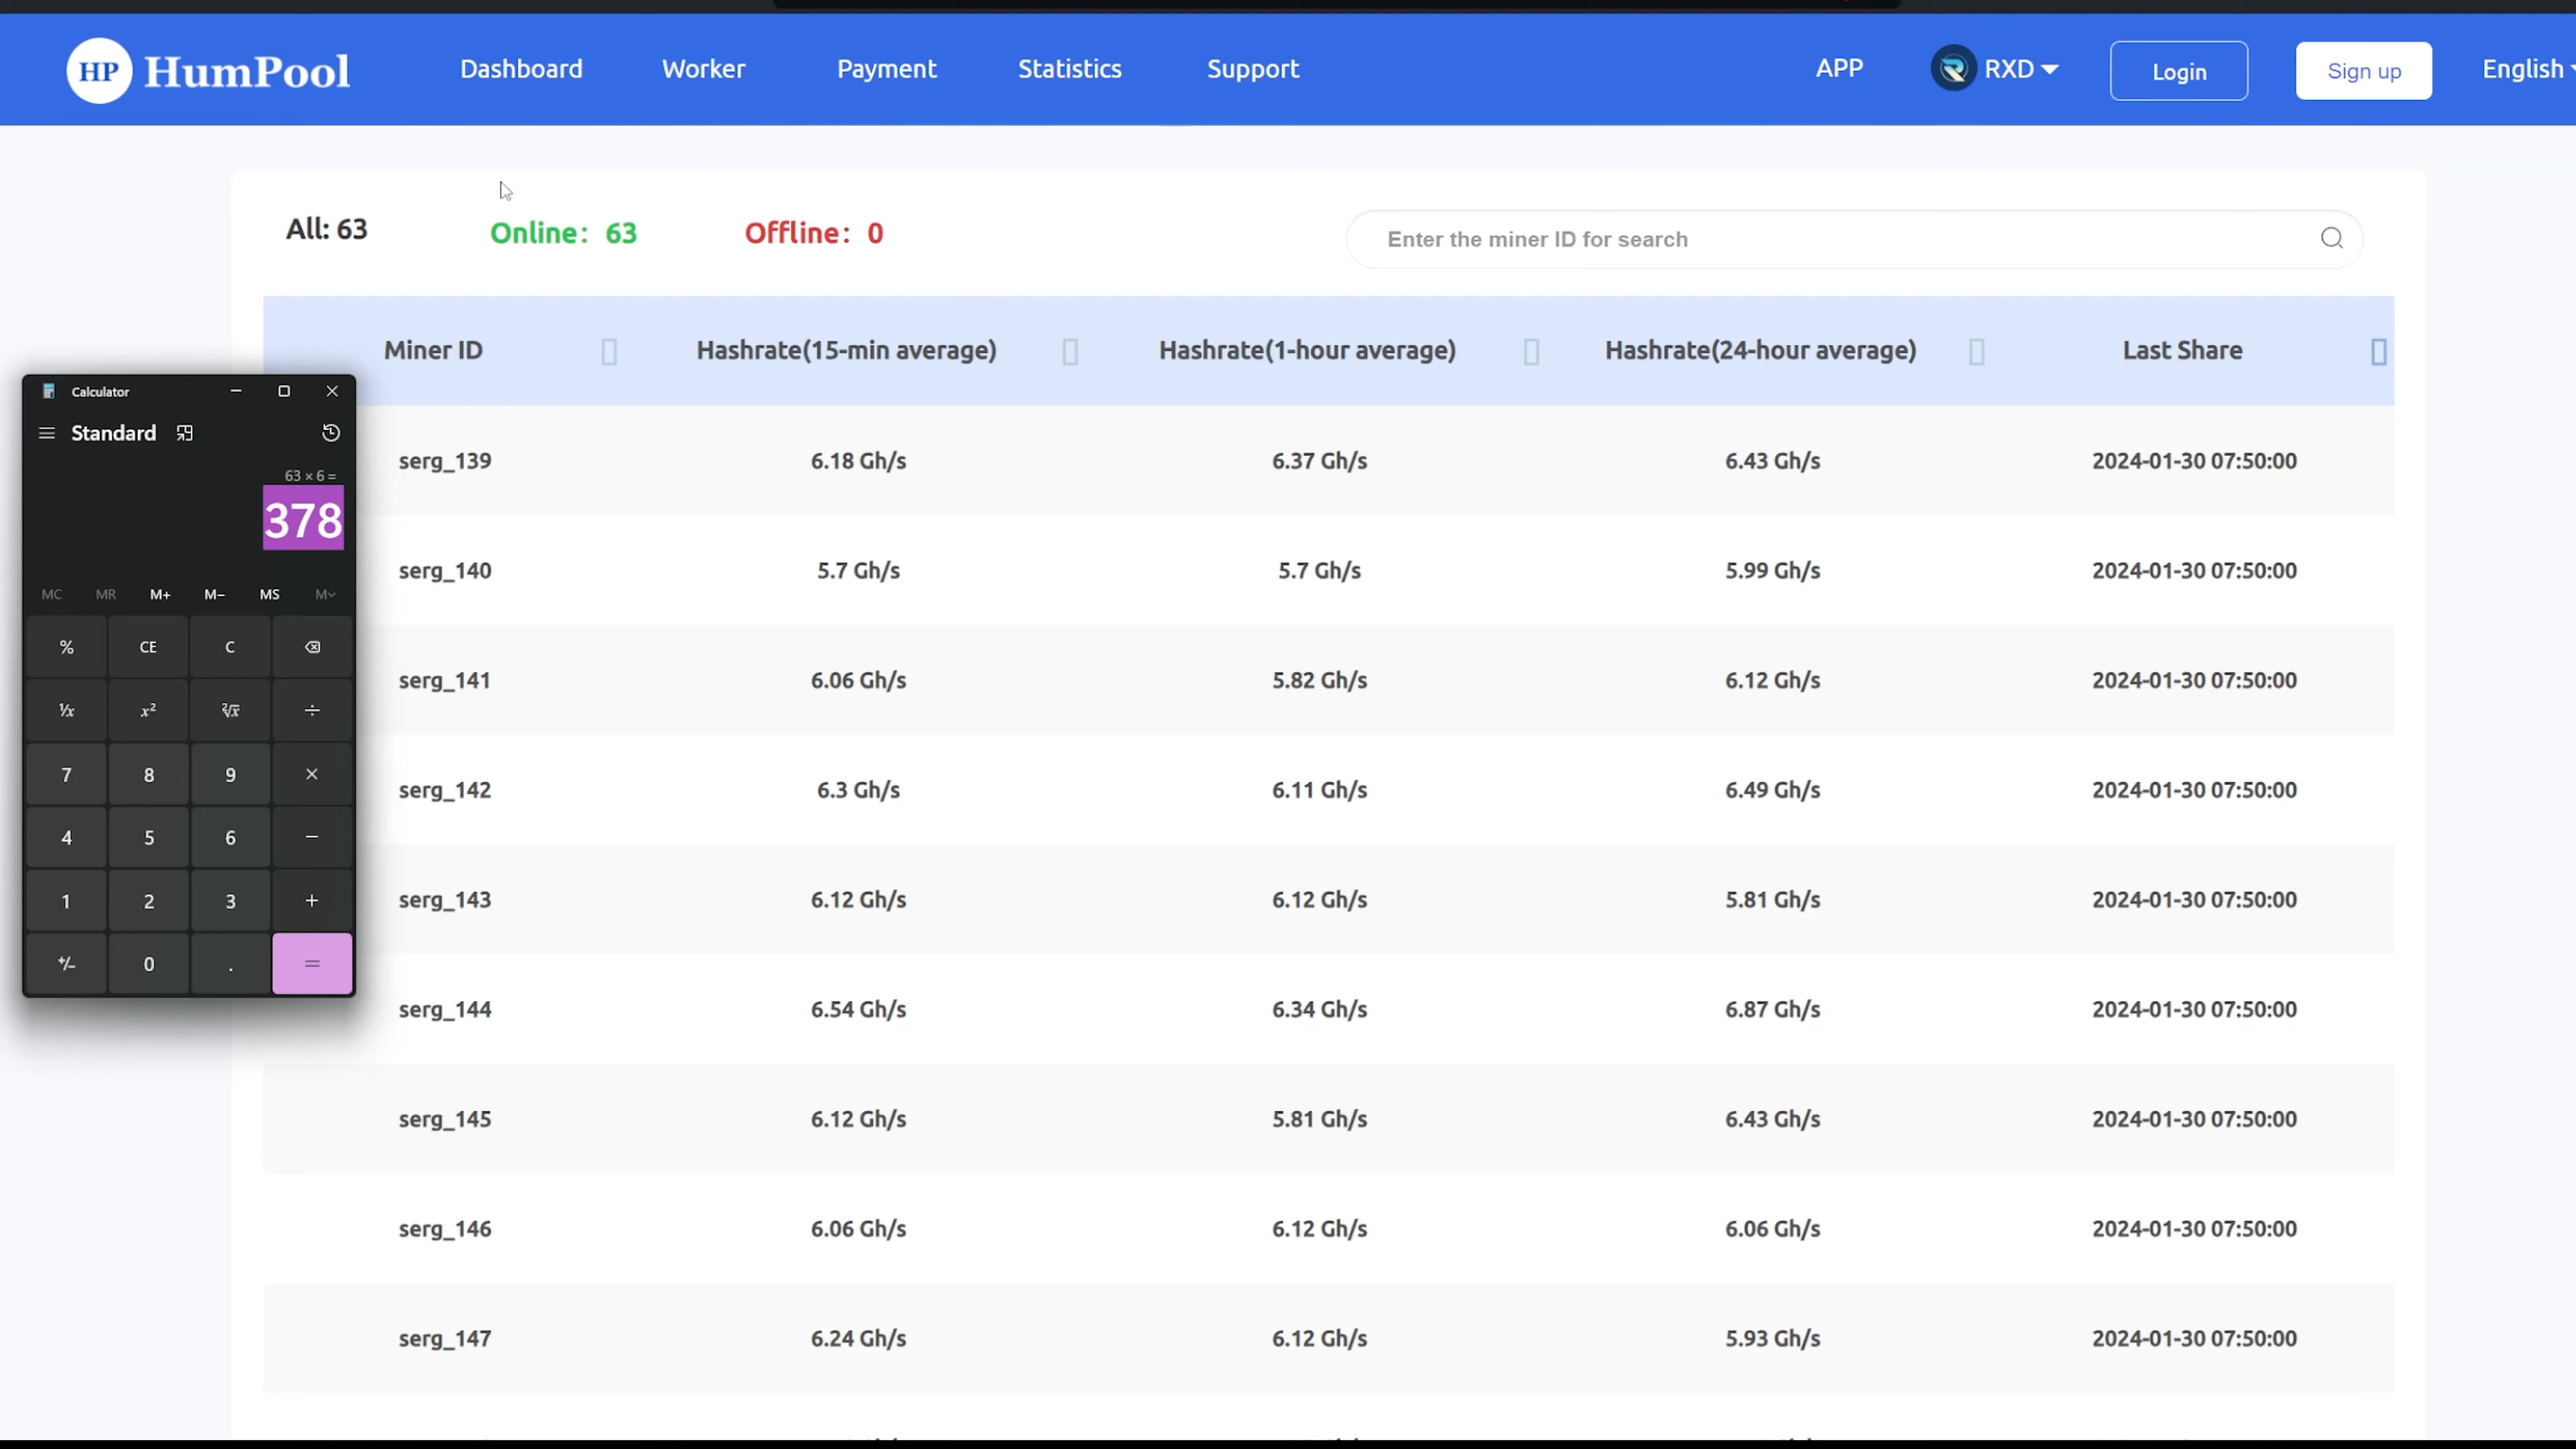 HP HumPool Dashboard Worker Payment Statistics Support APP RXD Login Sign up English
All: 63 Online: 63 Offline: 0 Enter the miner ID for search
Miner ID Hashrate(15-min average) Hashrate(1-hour average) Hashrate(24-hour average) Last Share
serg_139 6.18 Gh/s 6.37 Gh/s 6.43 Gh/s 2024-01-30 07:50:00
serg_140 5.7 Gh/s 5.7 Gh/s 5.99 Gh/s 2024-01-30 07:50:00
serg_141 6.06 Gh/s 5.82 Gh/s 6.12 Gh/s 2024-01-30 07:50:00
serg_142 6.3 Gh/s 6.11 Gh/s 6.49 Gh/s 2024-01-30 07:50:00
serg_143 6.12 Gh/s 6.12 Gh/s 5.81 Gh/s 2024-01-30 07:50:00
serg_144 6.54 Gh/s 6.34 Gh/s 6.87 Gh/s 2024-01-30 07:50:00
serg_145 6.12 Gh/s 5.81 Gh/s 6.43 Gh/s 2024-01-30 07:50:00
serg_146 6.06 Gh/s 6.12 Gh/s 6.06 Gh/s 2024-01-30 07:50:00
serg_147 6.24 Gh/s 6.12 Gh/s 5.93 Gh/s 2024-01-30 07:50:00
Calculator
Standard
63 × 6 =
378
MC MR M+ M− MS M˅
% CE C
¹/x x² ²√x ÷
7 8 9 ×
4 5 6 −
1 2 3 +
+/− 0 . =